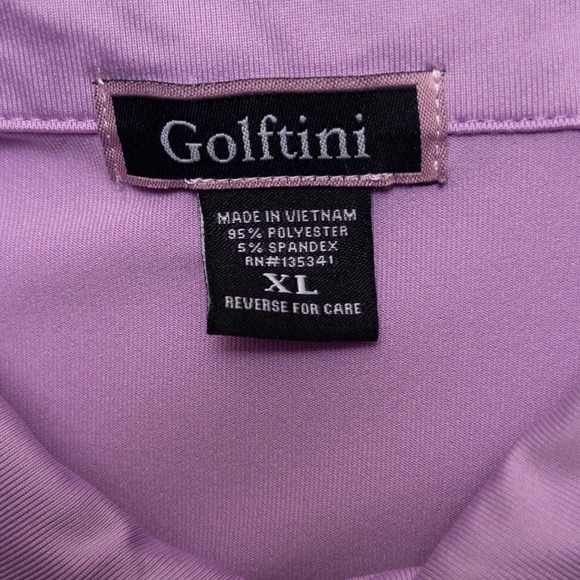 Golftini
MADE IN VIETNAM
95% POLYESTER
5% SPANDEX
RN#135341
XL
REVERSE FOR CARE